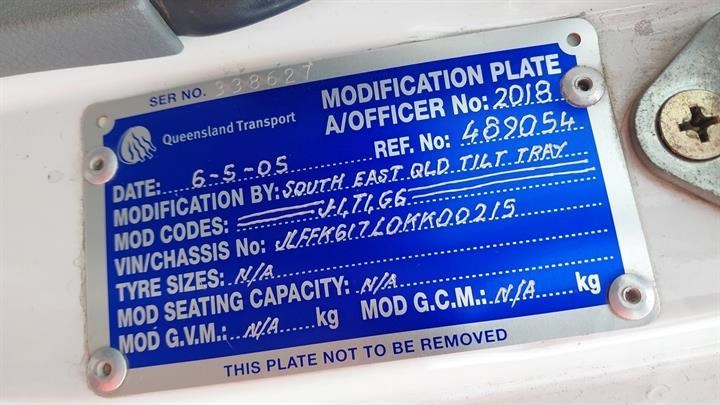 SER NO. 338627
Queensland Transport
MODIFICATION PLATE
A/OFFICER No: 2018
DATE: 6-5-05 REF. No: 489054
MODIFICATION BY: SOUTH EAST QLD TILT TRAY
MOD CODES: J1, T1, G6
VIN/CHASSIS No: JLFFK617L0KK00215
TYRE SIZES: N/A
MOD SEATING CAPACITY: N/A
MOD G.V.M.: N/A kg MOD G.C.M.: N/A kg
THIS PLATE NOT TO BE REMOVED